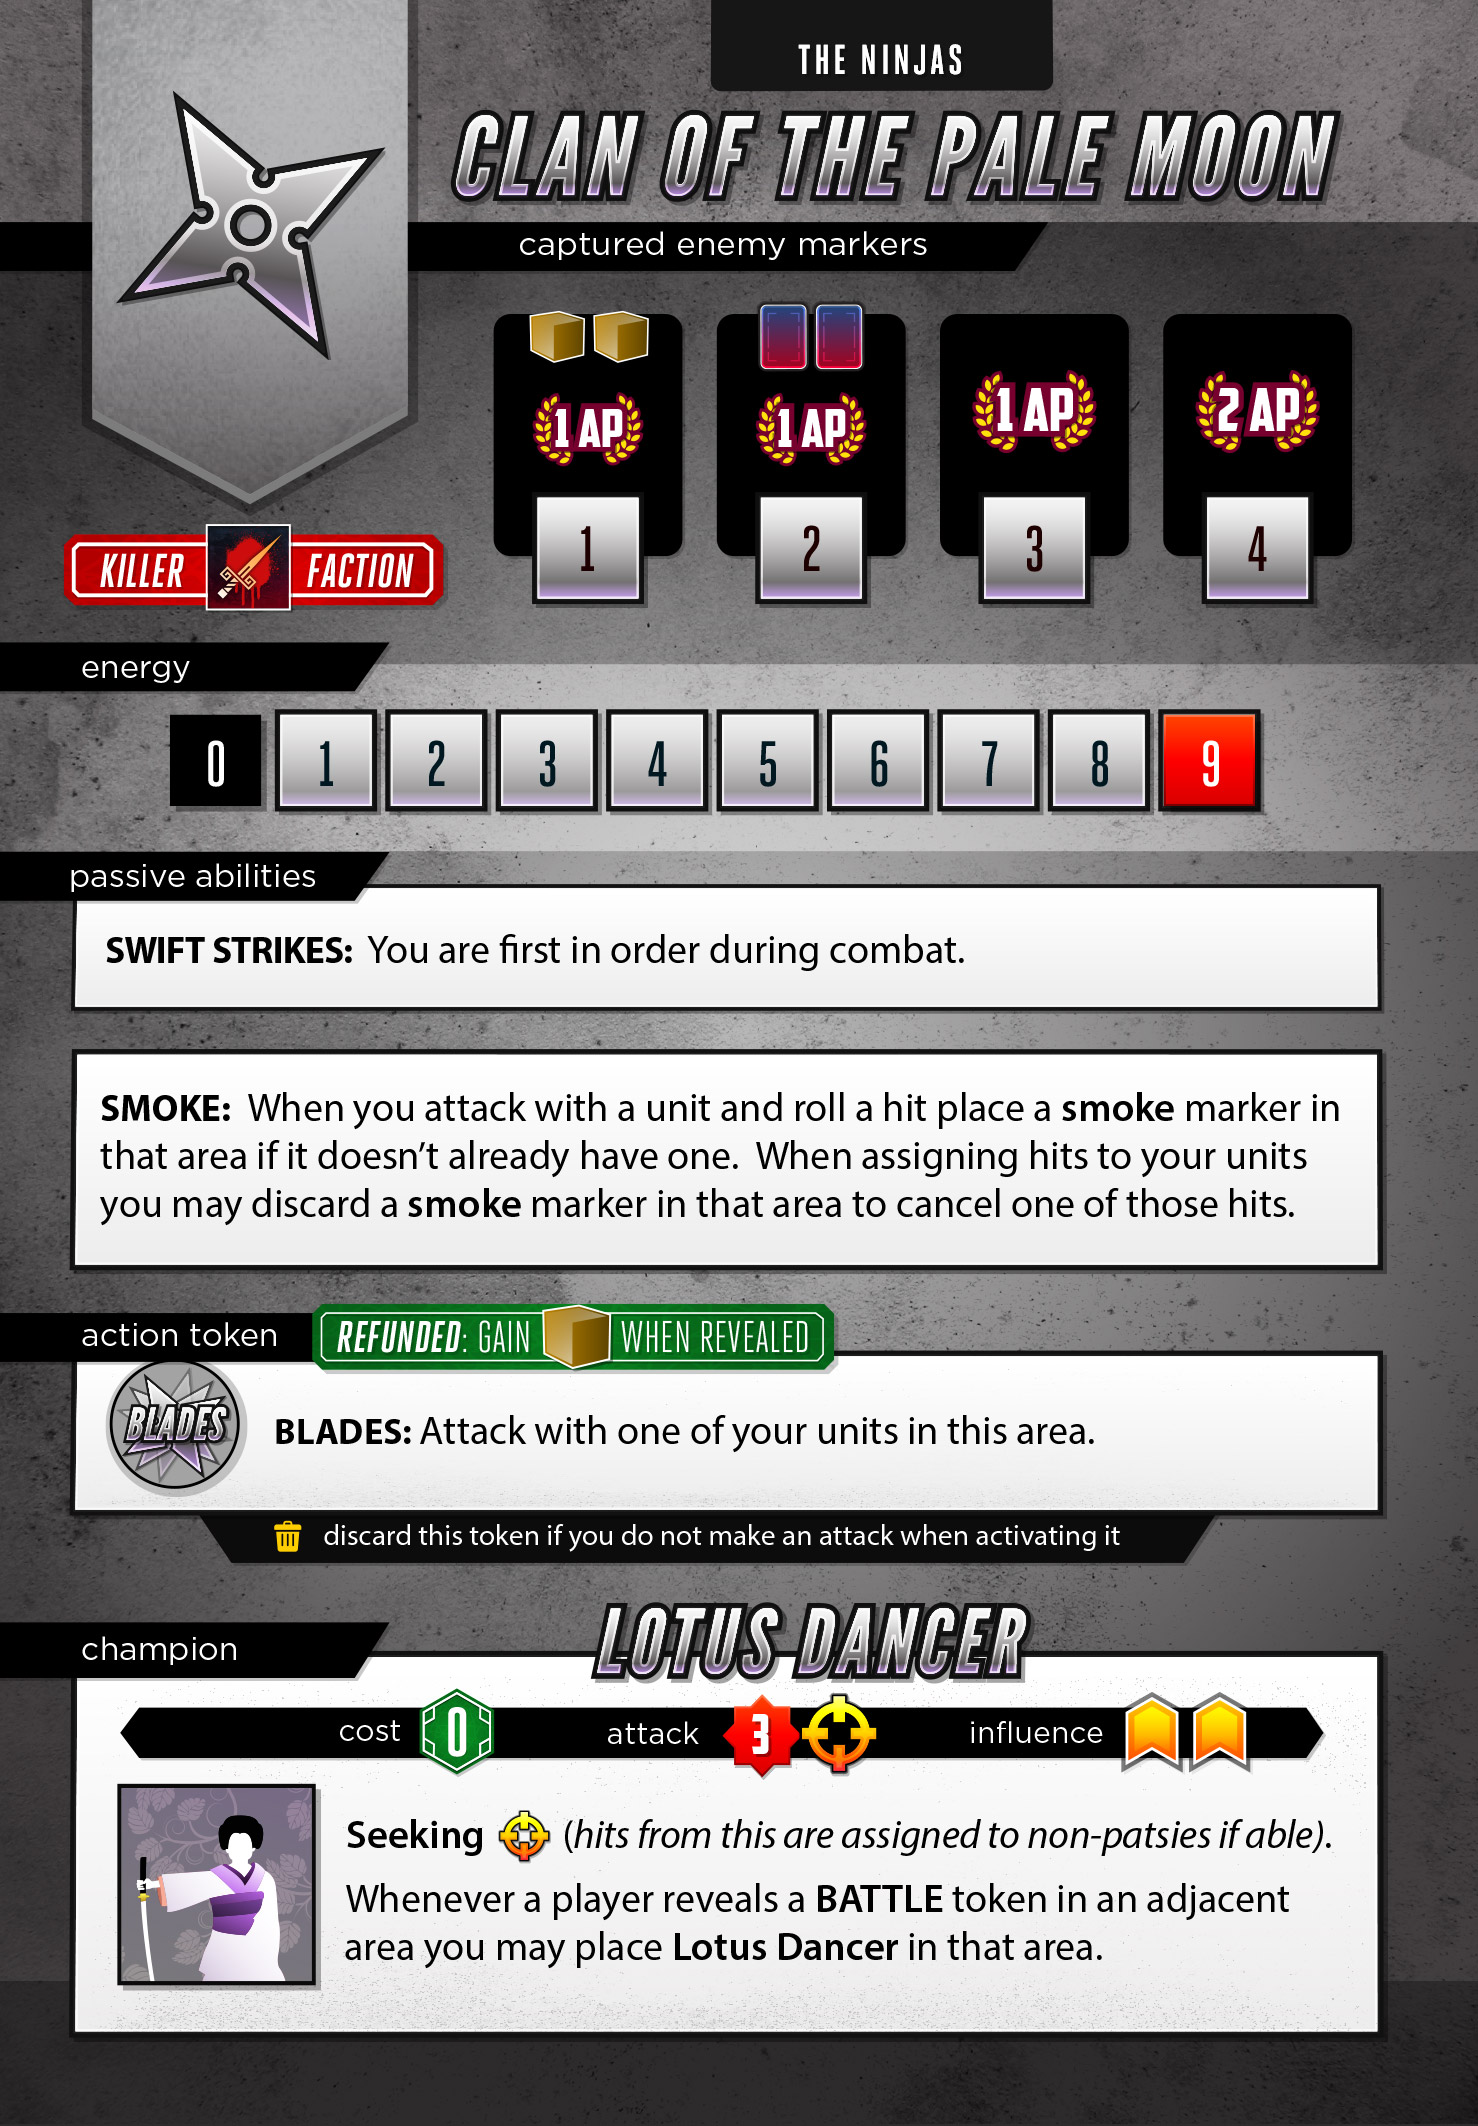 THE NINJAS
CLAN OF THE PALE MOON
captured enemy markers
1 AP
1 AP
1 AP
2 AP
1
2
3
4
KILLER FACTION
energy
0 1 2 3 4 5 6 7 8 9
passive abilities
SWIFT STRIKES: You are first in order during combat.
SMOKE: When you attack with a unit and roll a hit place a smoke marker in
that area if it doesn't already have one. When assigning hits to your units
you may discard a smoke marker in that area to cancel one of those hits.
action token
REFUNDED: GAIN WHEN REVEALED
BLADES
BLADES: Attack with one of your units in this area.
discard this token if you do not make an attack when activating it
champion
LOTUS DANCER
cost 0 attack 3 influence
Seeking (hits from this are assigned to non-patsies if able).
Whenever a player reveals a BATTLE token in an adjacent
area you may place Lotus Dancer in that area.